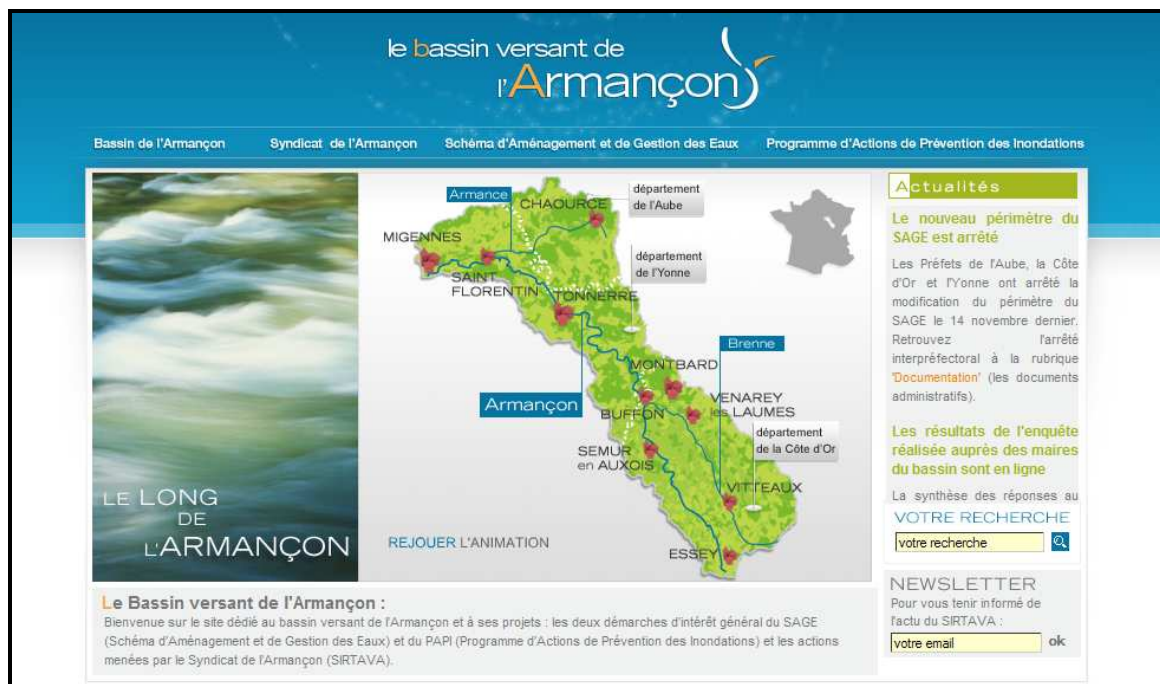 le bassin versant de
l'Armançon
Bassin de l'Armançon
Syndicat de l'Armançon
Schéma d'Aménagement et de Gestion des Eaux
Programme d'Actions de Prévention des Inondations
LE LONG
DE
L'ARMANÇON
Armance
CHAOURCE
département
de l'Aube
MIGENNES
SAINT
FLORENTIN
département
de l'Yonne
TONNERRE
Brenne
MONTBARD
Armançon
BUFFON
VENAREY
les LAUMES
département
de la Côte d'Or
SEMUR
en AUXOIS
VITTEAUX
ESSEY
REJOUER L'ANIMATION
Actualités
Le nouveau périmètre du
SAGE est arrêté
Les Préfets de l'Aube, la Côte
d'Or et l'Yonne ont arrêté la
modification du périmètre du
SAGE le 14 novembre dernier.
Retrouvez l'arrêté
interpréfectoral à la rubrique
'Documentation' (les documents
administratifs).
Les résultats de l'enquête
réalisée auprès des maires
du bassin sont en ligne
La synthèse des réponses au
VOTRE RECHERCHE
votre recherche
NEWSLETTER
Pour vous tenir informé de
l'actu du SIRTAVA :
votre email
ok
Le Bassin versant de l'Armançon :
Bienvenue sur le site dédié au bassin versant de l'Armançon et à ses projets : les deux démarches d'intérêt général du SAGE
(Schéma d'Aménagement et de Gestion des Eaux) et du PAPI (Programme d'Actions de Prévention des Inondations) et les actions
menées par le Syndicat de l'Armançon (SIRTAVA).